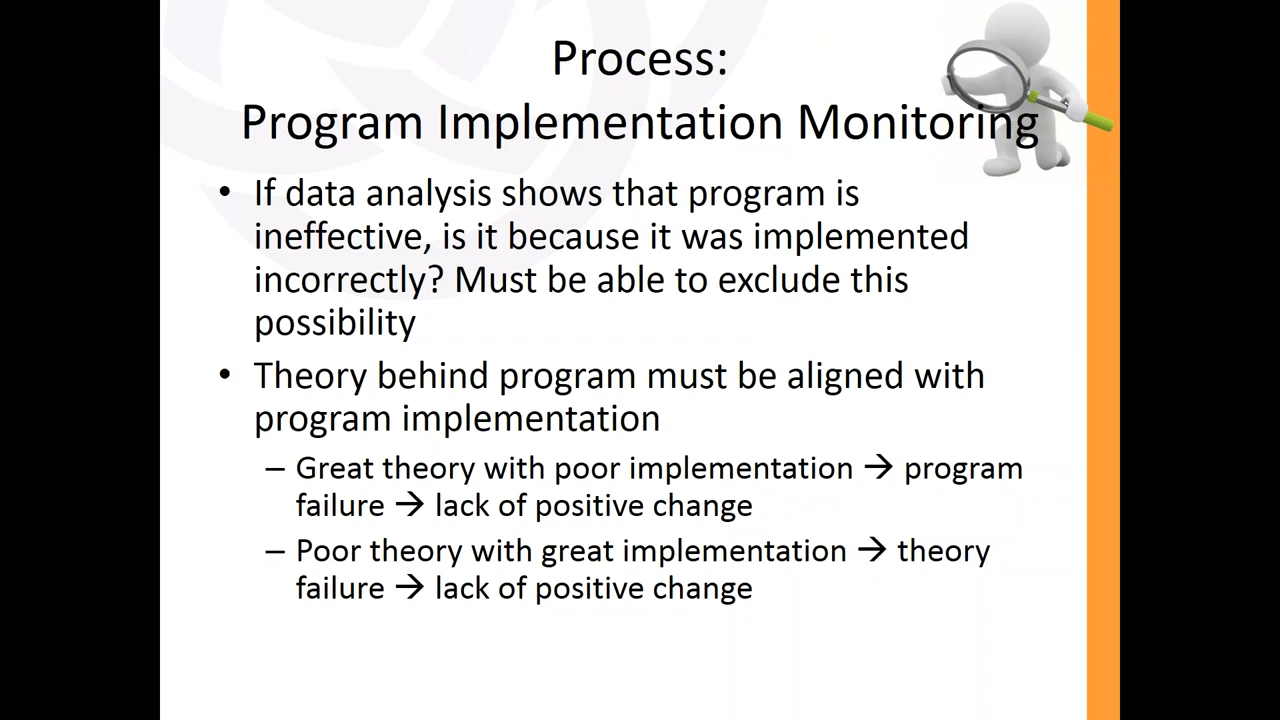 Process:
Program Implementation Monitoring
• If data analysis shows that program is
ineffective, is it because it was implemented
incorrectly? Must be able to exclude this
possibility
• Theory behind program must be aligned with
program implementation
– Great theory with poor implementation → program
failure → lack of positive change
– Poor theory with great implementation → theory
failure → lack of positive change